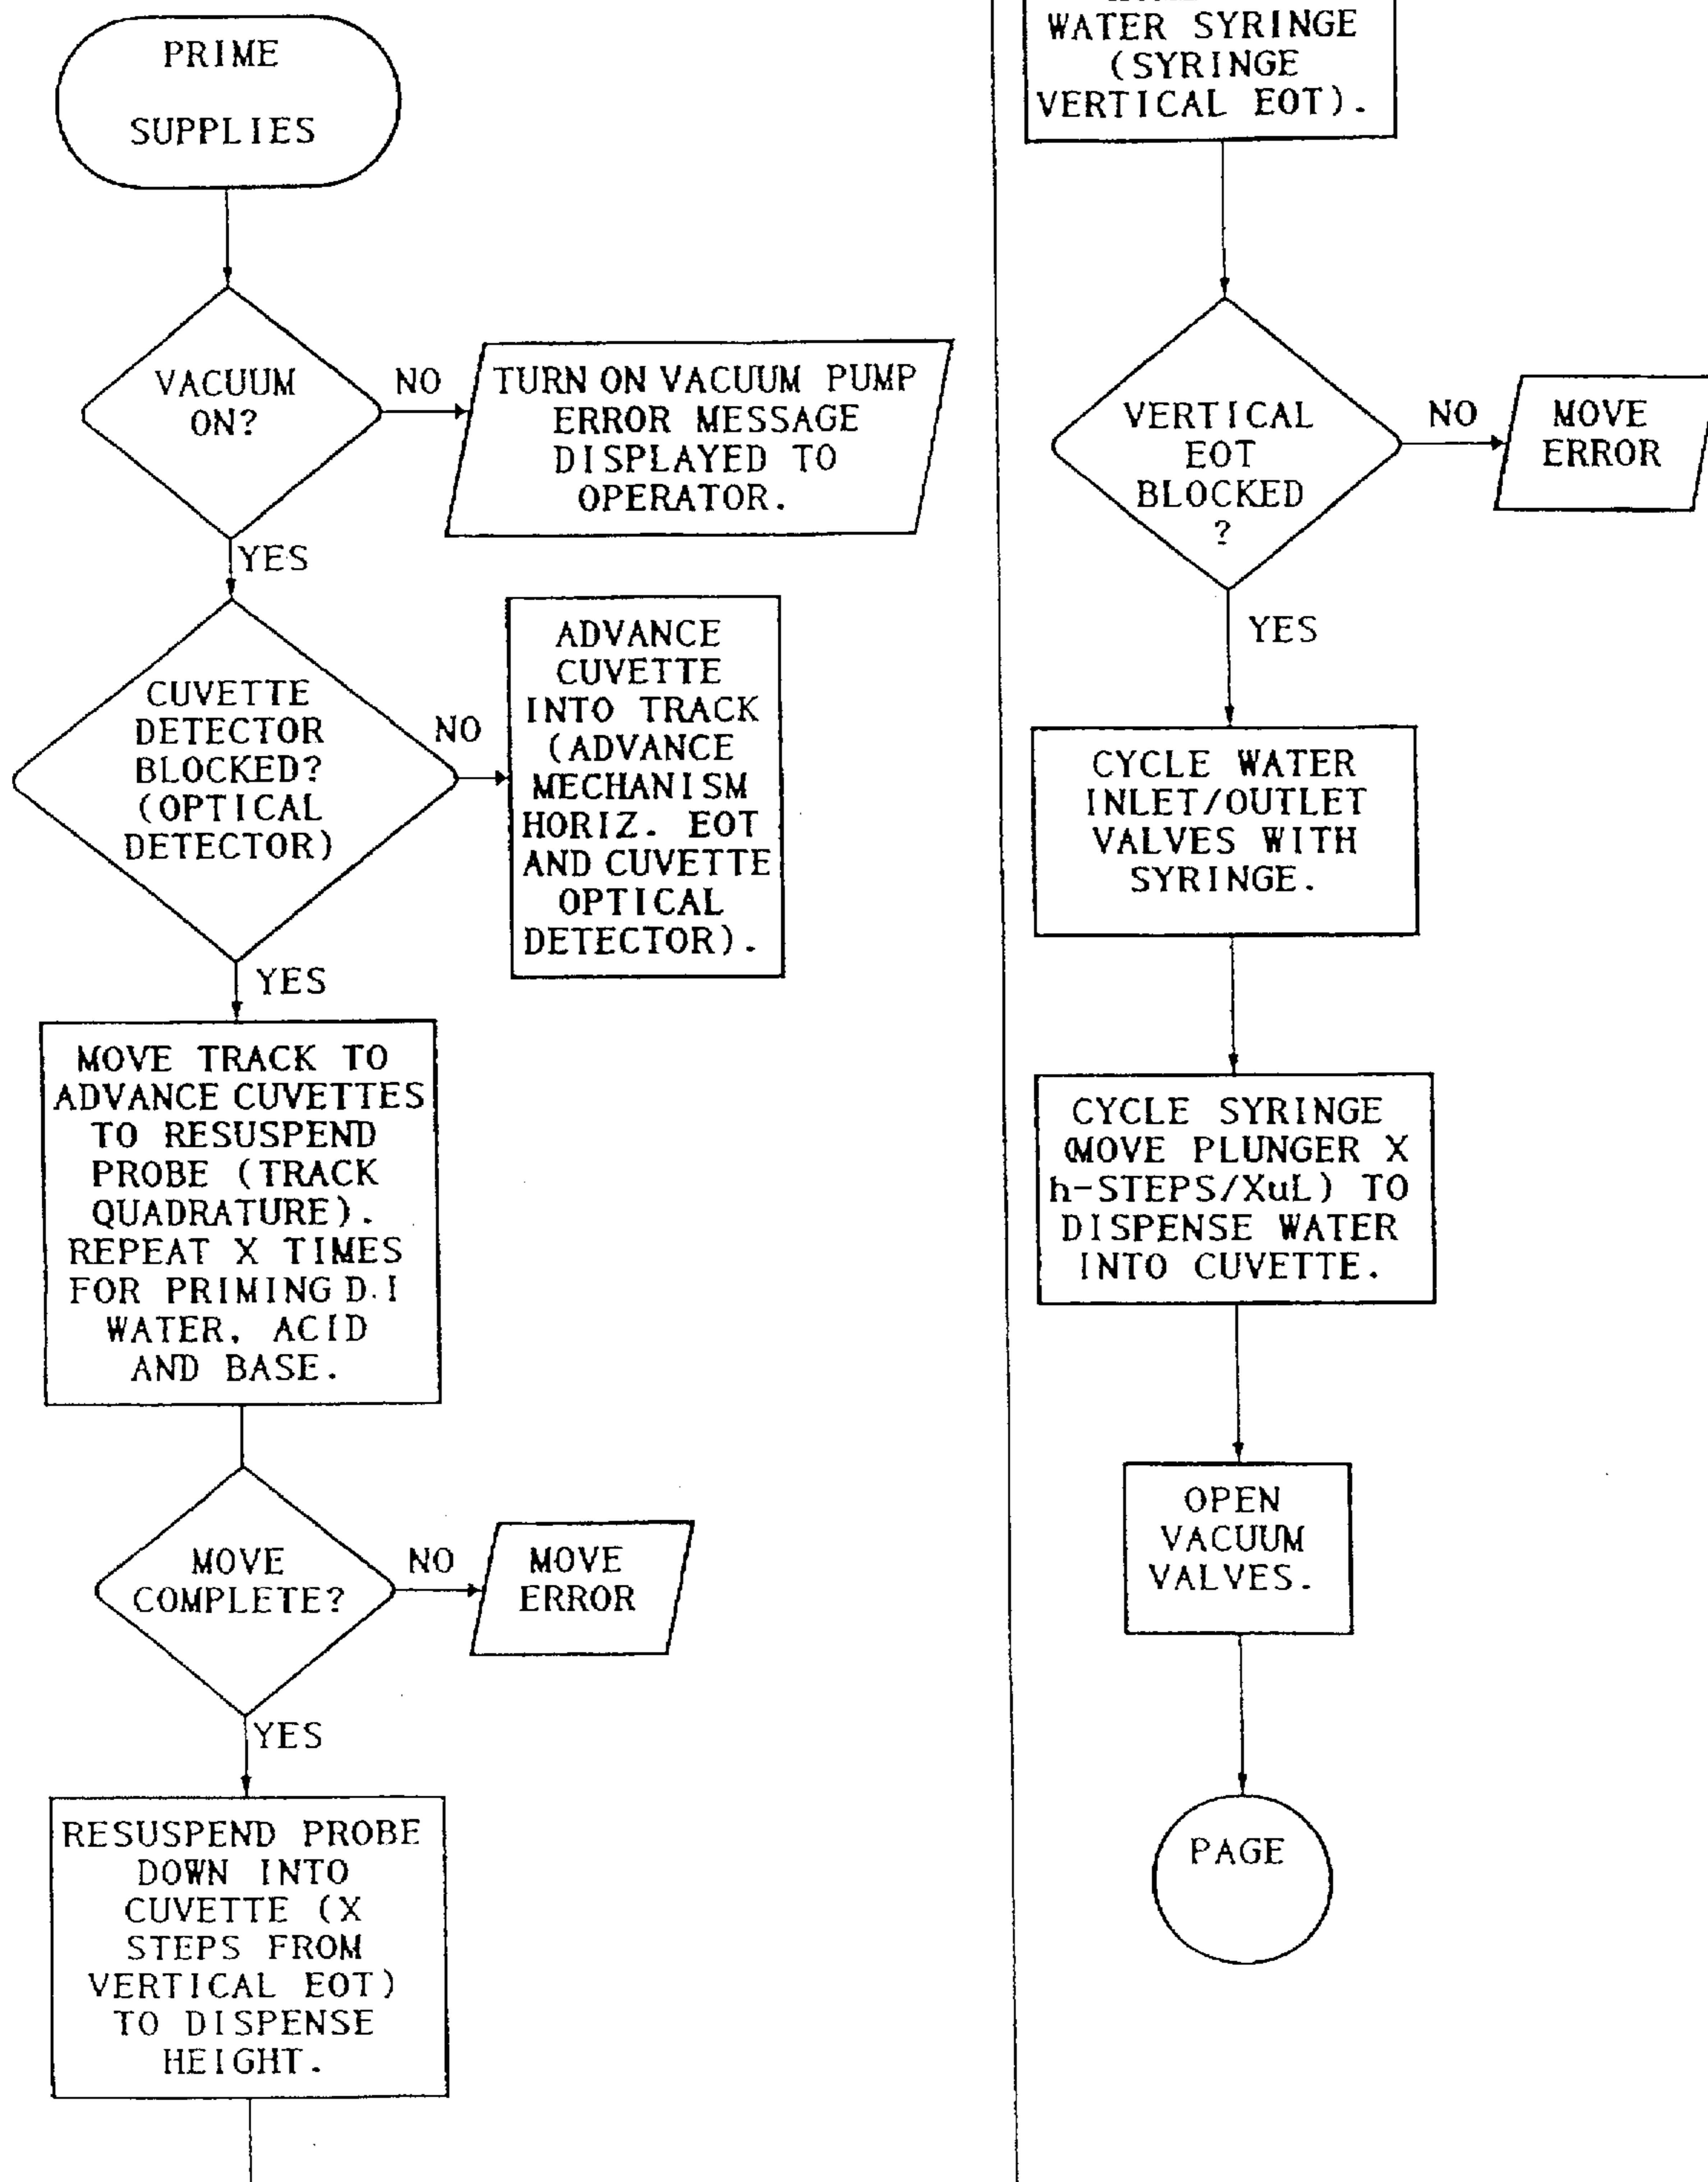 PRIME
SUPPLIES
VACUUM
ON?
NO
TURN ON VACUUM PUMP
ERROR MESSAGE
DISPLAYED TO
OPERATOR.
YES
CUVETTE
DETECTOR
BLOCKED?
(OPTICAL
DETECTOR)
NO
ADVANCE
CUVETTE
INTO TRACK
(ADVANCE
MECHANISM
HORIZ. EOT
AND CUVETTE
OPTICAL
DETECTOR).
YES
MOVE TRACK TO
ADVANCE CUVETTES
TO RESUSPEND
PROBE (TRACK
QUADRATURE).
REPEAT X TIMES
FOR PRIMING D.I
WATER, ACID
AND BASE.
MOVE
COMPLETE?
NO
MOVE
ERROR
YES
RESUSPEND PROBE
DOWN INTO
CUVETTE (X
STEPS FROM
VERTICAL EOT)
TO DISPENSE
HEIGHT.
WATER SYRINGE
(SYRINGE
VERTICAL EOT).
VERTICAL
EOT
BLOCKED
?
NO
MOVE
ERROR
YES
CYCLE WATER
INLET/OUTLET
VALVES WITH
SYRINGE.
CYCLE SYRINGE
(MOVE PLUNGER X
h-STEPS/XuL) TO
DISPENSE WATER
INTO CUVETTE.
OPEN
VACUUM
VALVES.
PAGE